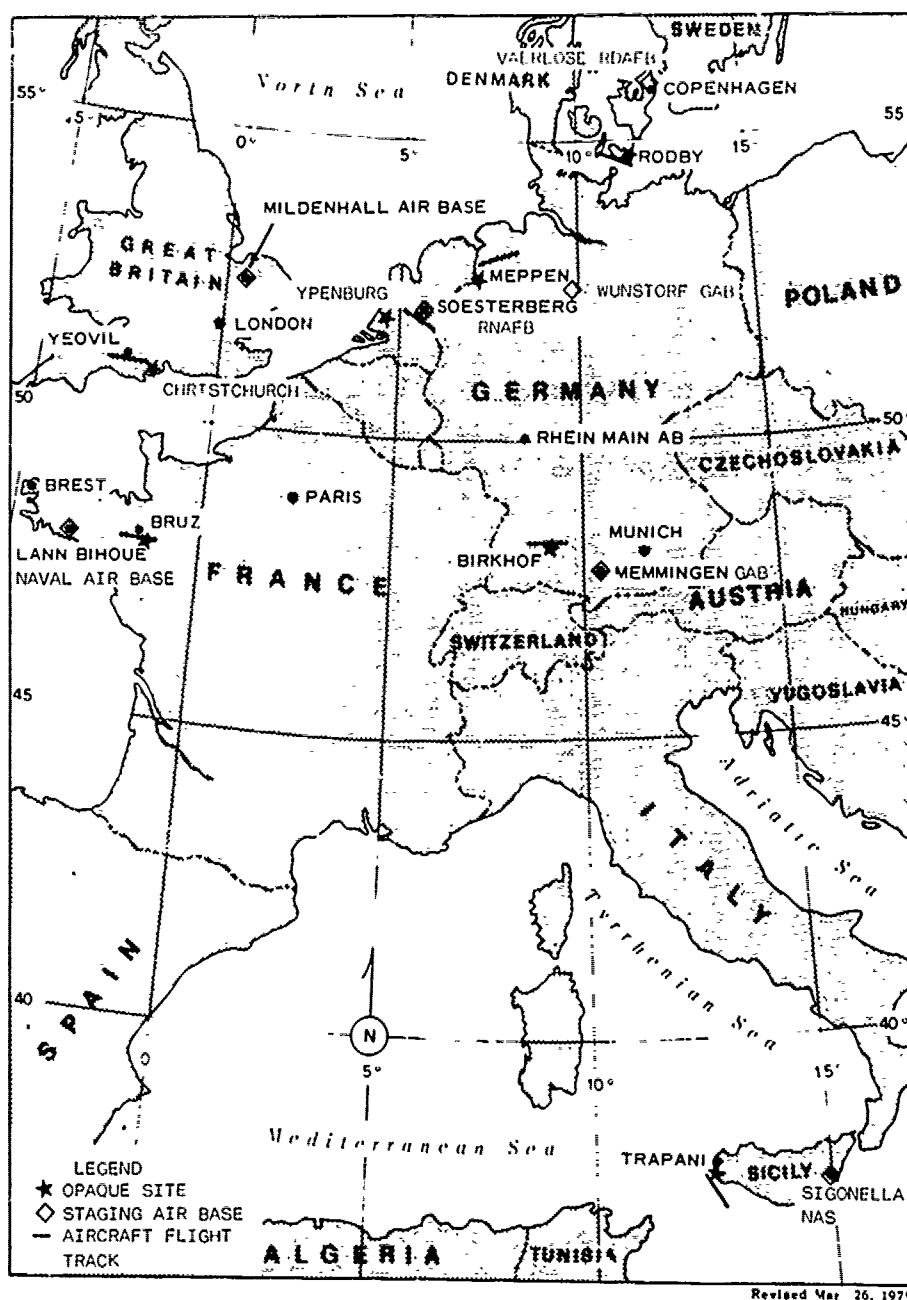 SWEDEN
VAERLOSE RDAFB
DENMARK
COPENHAGEN
North Sea
55°
5
0°
5°
10°
15
55
RODBY
MILDENHALL AIR BASE
GREAT
BRITAIN
MEPPEN
YPENBURG
WUNSTORF GAB
POLAND
SOESTERBERG
RNAFB
LONDON
YEOVIL
CHRISTCHURCH
GERMANY
50
50°
RHEIN MAIN AB
CZECHOSLOVAKIA
BREST
PARIS
BRUZ
MUNICH
LANN BIHOUE
NAVAL AIR BASE
FRANCE
BIRKHOF
MEMMINGEN GAB
AUSTRIA
HUNGARY
SWITZERLAND
YUGOSLAVIA
45
45°
Adriatic Sea
ITALY
Tyrrhenian Sea
SPAIN
40
40°
N
0
5°
10°
15°
Mediterranean Sea
TRAPANI
SICILY
SIGONELLA
NAS
LEGEND
★ OPAQUE SITE
◇ STAGING AIR BASE
— AIRCRAFT FLIGHT
TRACK
ALGERIA
TUNISIA
Revised Mar 26, 1979